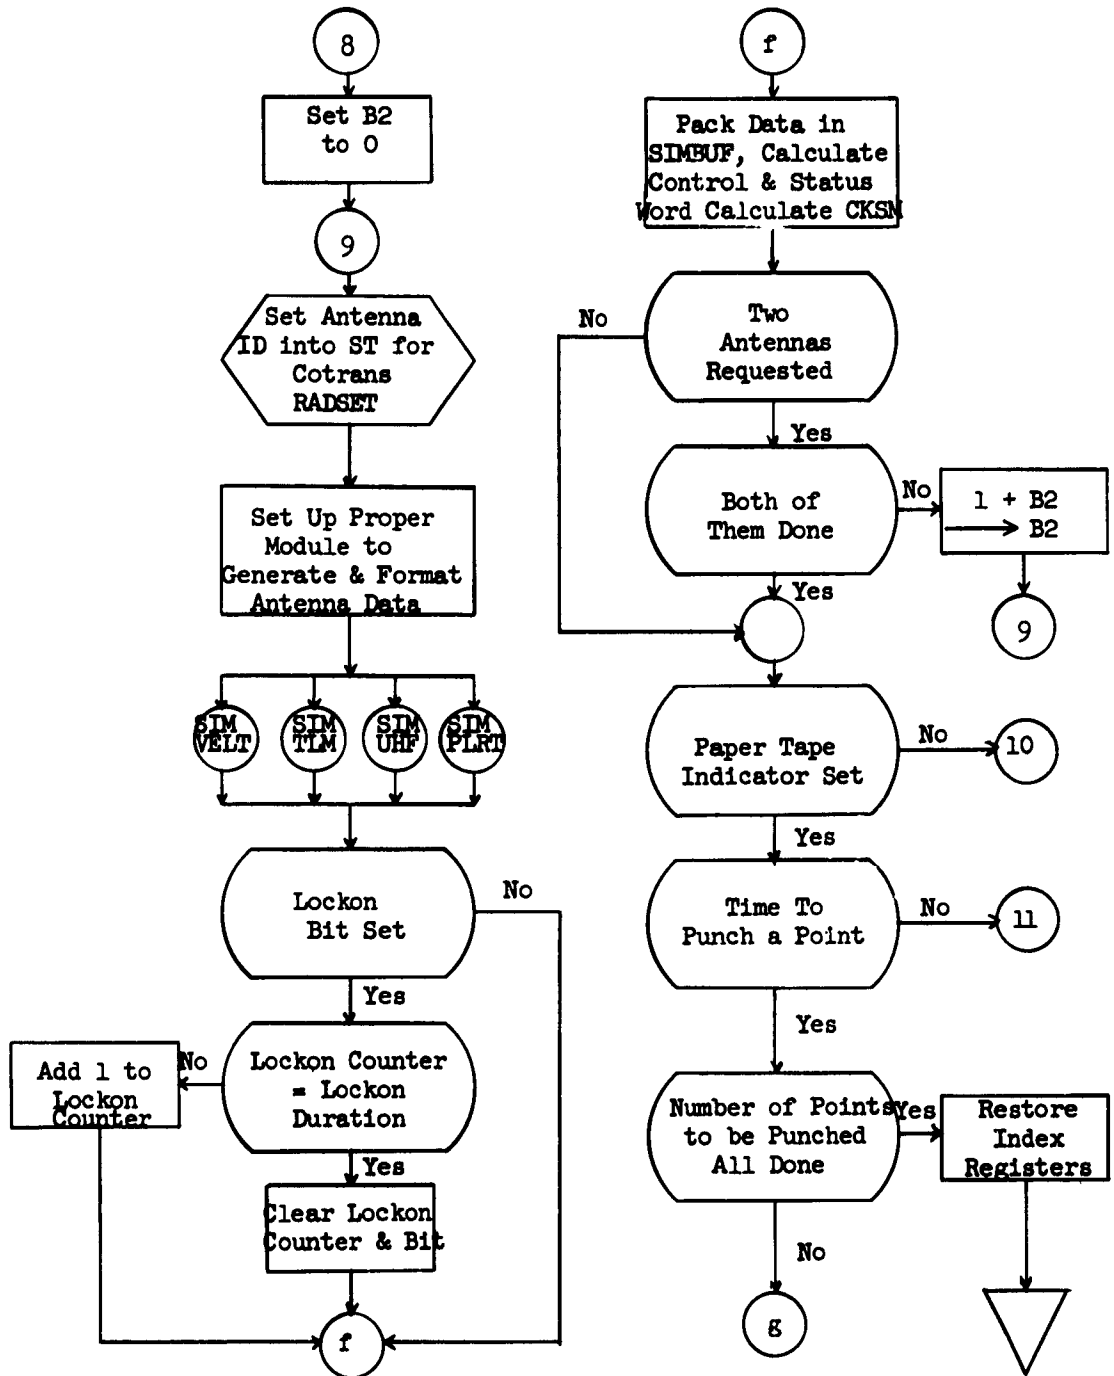 8
Set B2
to 0
9
Set Antenna
ID into ST for
Cotrans
RADSET
Set Up Proper
Module to
Generate & Format
Antenna Data
SIM
VELT
SIM
TLM
SIM
UHF
SIM
PLRT
Lockon
Bit Set
No
Yes
Lockon Counter
= Lockon
Duration
No
Add 1 to
Lockon
Counter
Yes
Clear Lockon
Counter & Bit
f
f
Pack Data in
SIMBUF, Calculate
Control & Status
Word Calculate CKSM
Two
Antennas
Requested
No
Yes
Both of
Them Done
No
1 + B2
B2
9
Yes
Paper Tape
Indicator Set
No
10
Yes
Time To
Punch a Point
No
11
Yes
Number of Points
to be Punched
All Done
Yes
Restore
Index
Registers
No
g